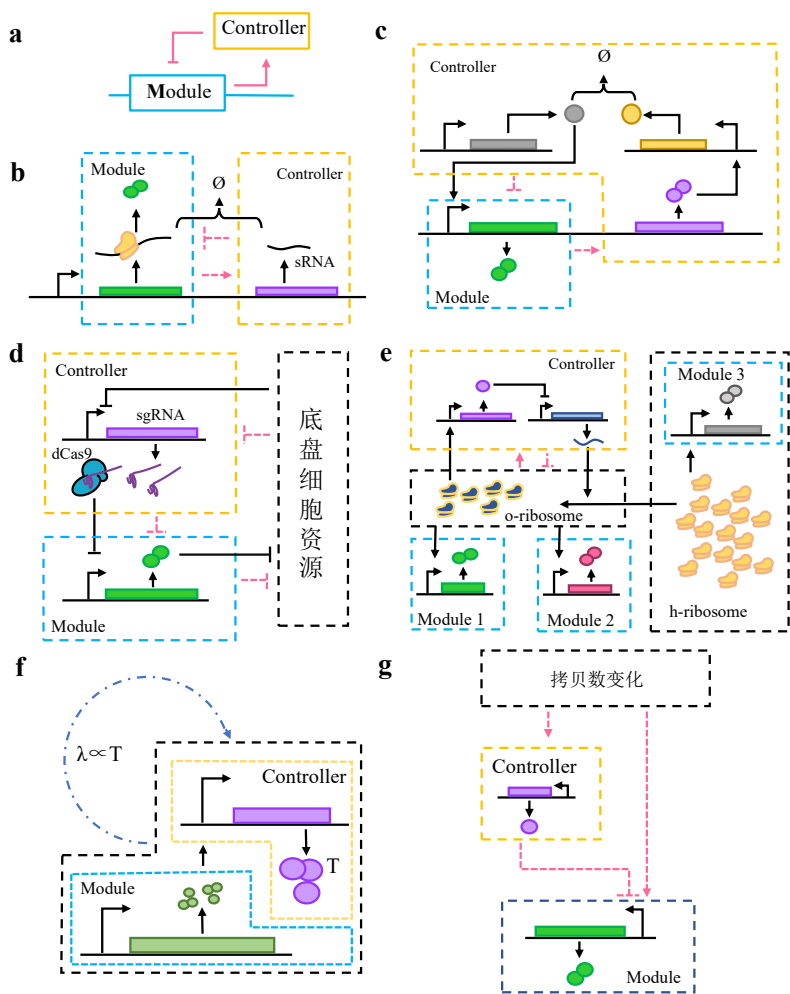 a
Controller
Module
b
Module
Controller
Ø
sRNA
c
Controller
Ø
Module
d
Controller
sgRNA
dCas9
Module
底盘细胞资源
e
Controller
Module 3
o-ribosome
h-ribosome
Module 1
Module 2
f
λ∝T
Controller
T
Module
g
拷贝数变化
Controller
Module